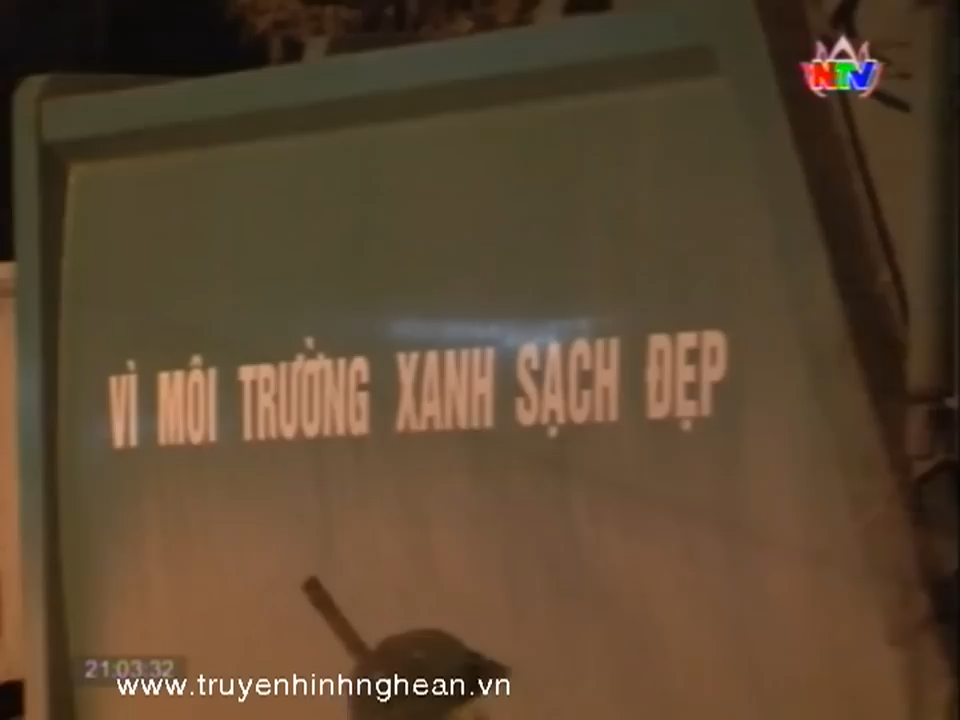 NTV
VÌ MÔI TRƯỜNG XANH SẠCH ĐẸP
21:03:32
www.truyenhinhnghean.vn